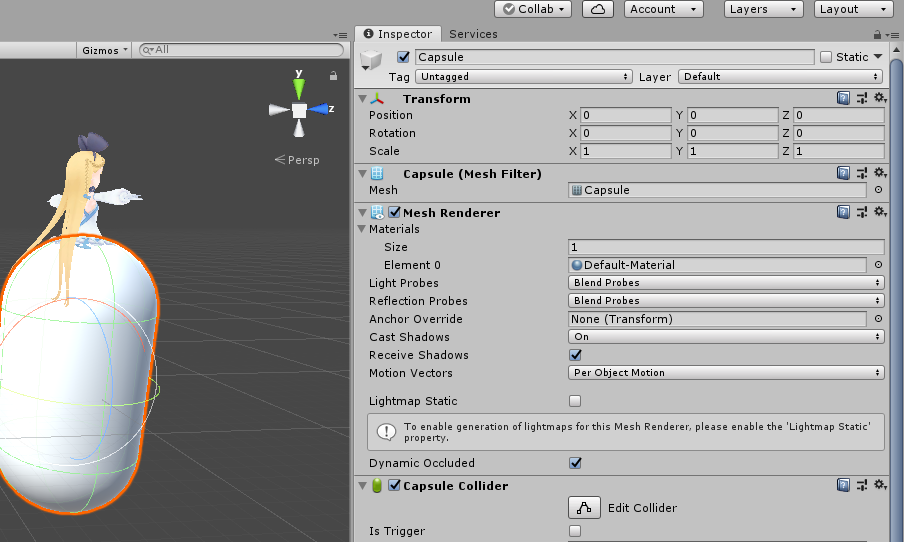 Collab Account Layers Layout
Inspector Services
Gizmos All
Capsule Static
Tag Untagged Layer Default
Transform
Position X 0 Y 0 Z 0
Rotation X 0 Y 0 Z 0
Scale X 1 Y 1 Z 1
Capsule (Mesh Filter)
Mesh Capsule
Mesh Renderer
Materials
Size 1
Element 0 Default-Material
Light Probes Blend Probes
Reflection Probes Blend Probes
Anchor Override None (Transform)
Cast Shadows On
Receive Shadows
Motion Vectors Per Object Motion
Lightmap Static
To enable generation of lightmaps for this Mesh Renderer, please enable the 'Lightmap Static'
property.
Dynamic Occluded
Capsule Collider
Edit Collider
Is Trigger
y
z
Persp